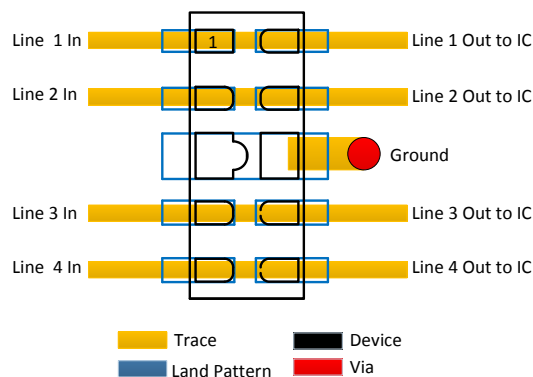 Line 1 In
1
Line 1 Out to IC
Line 2 In
Line 2 Out to IC
Ground
Line 3 In
Line 3 Out to IC
Line 4 In
Line 4 Out to IC
Trace
Device
Land Pattern
Via